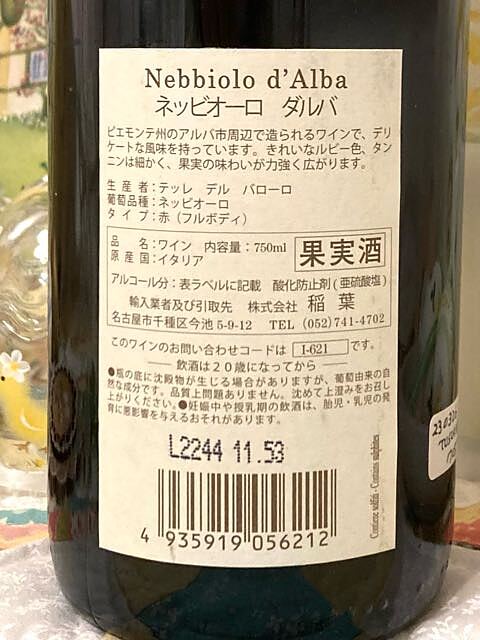 Nebbiolo d'Alba
ネッビオーロ ダルバ
ピエモンテ州のアルバ市周辺で造られるワインで、デリ
ケートな風味を持っています。きれいなルビー色、タン
ニンは細かく、果実の味わいが力強く広がります。
生産者：テッレ デル バローロ
葡萄品種：ネッビオーロ
タイプ：赤（フルボディ）
品名：ワイン 内容量：750ml
原産国：イタリア
果実酒
アルコール分：表ラベルに記載 酸化防止剤(亜硫酸塩)
輸入業者及び引取先 株式会社 稲葉
名古屋市千種区今池5-9-12 TEL (052)741-4702
このワインのお問い合わせコードは I-621 です。
飲酒は20歳になってから
●瓶の底に沈殿物が生じる場合がありますが、葡萄由来の自
然な成分です。品質上問題ありません。沈めて上澄みをお召し
上がりください。●妊娠中や授乳期の飲酒は、胎児・乳児の発
育に悪影響を与えるおそれがあります。
L2244 11.53
4 935919 056212
Contiene solfiti - Contains sulphites